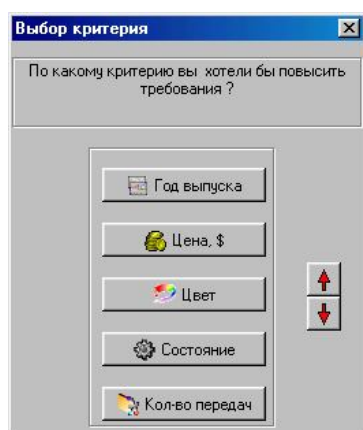 Выбор критерия
По какому критерию вы хотели бы повысить
требования ?
Год выпуска
Цена, $
Цвет
Состояние
Кол-во передач